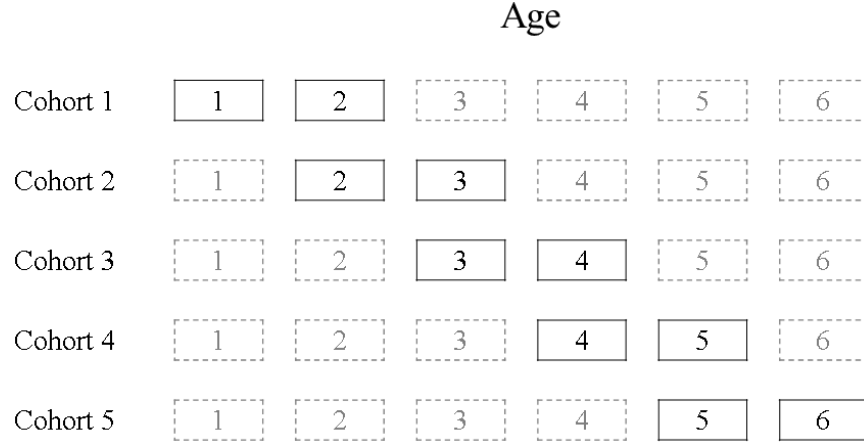 Age
Cohort 1 1 2 3 4 5 6
Cohort 2 1 2 3 4 5 6
Cohort 3 1 2 3 4 5 6
Cohort 4 1 2 3 4 5 6
Cohort 5 1 2 3 4 5 6